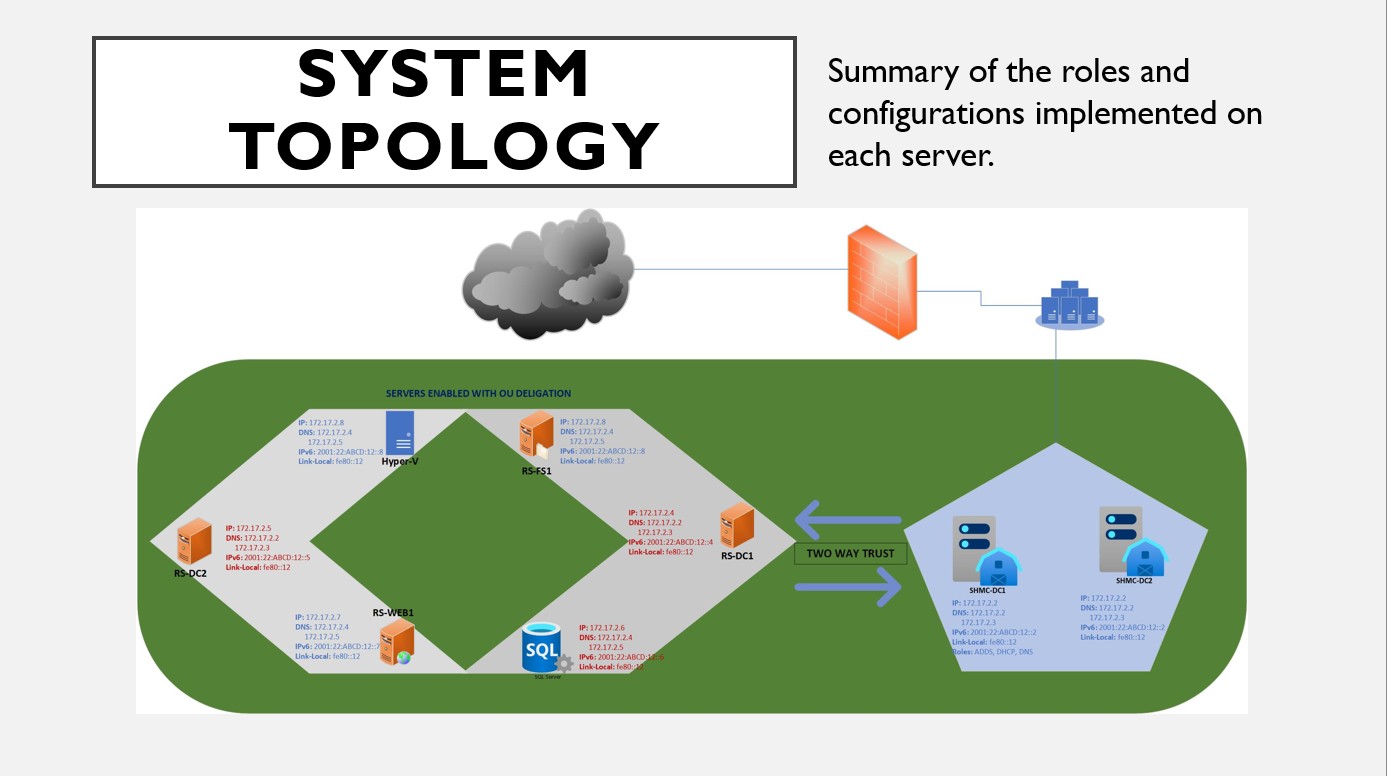 SYSTEM
TOPOLOGY
Summary of the roles and
configurations implemented on
each server.
SERVERS ENABLED WITH OU DELIGATION
IP: 172.17.2.8
DNS: 172.17.2.4
172.17.2.5
IPv6: 2001:22:ABCD:12::8
Link-Local: fe80::12
Hyper-V
RS-FS1
IP: 172.17.2.8
DNS: 172.17.2.4
172.17.2.5
IPv6: 2001:22:ABCD:12::8
Link-Local: fe80::12
RS-DC2
IP: 172.17.2.5
DNS: 172.17.2.2
172.17.2.3
IPv6: 2001:22:ABCD:12::5
Link-Local: fe80::12
IP: 172.17.2.4
DNS: 172.17.2.2
172.17.2.3
IPv6: 2001:22:ABCD:12::4
Link-Local: fe80::12
RS-DC1
TWO WAY TRUST
IP: 172.17.2.7
DNS: 172.17.2.4
172.17.2.5
IPv6: 2001:22:ABCD:12::7
Link-Local: fe80::12
RS-WEB1
SQL
SQL Server
IP: 172.17.2.6
DNS: 172.17.2.4
172.17.2.5
IPv6: 2001:22:ABCD:12::6
Link-Local: fe80::12
SHMC-DC1
IP: 172.17.2.2
DNS: 172.17.2.2
172.17.2.3
IPv6: 2001:22:ABCD:12::2
Link-Local: fe80::12
Roles: ADDS, DHCP, DNS
SHMC-DC2
IP: 172.17.2.2
DNS: 172.17.2.2
172.17.2.3
IPv6: 2001:22:ABCD:12::2
Link-Local: fe80::12